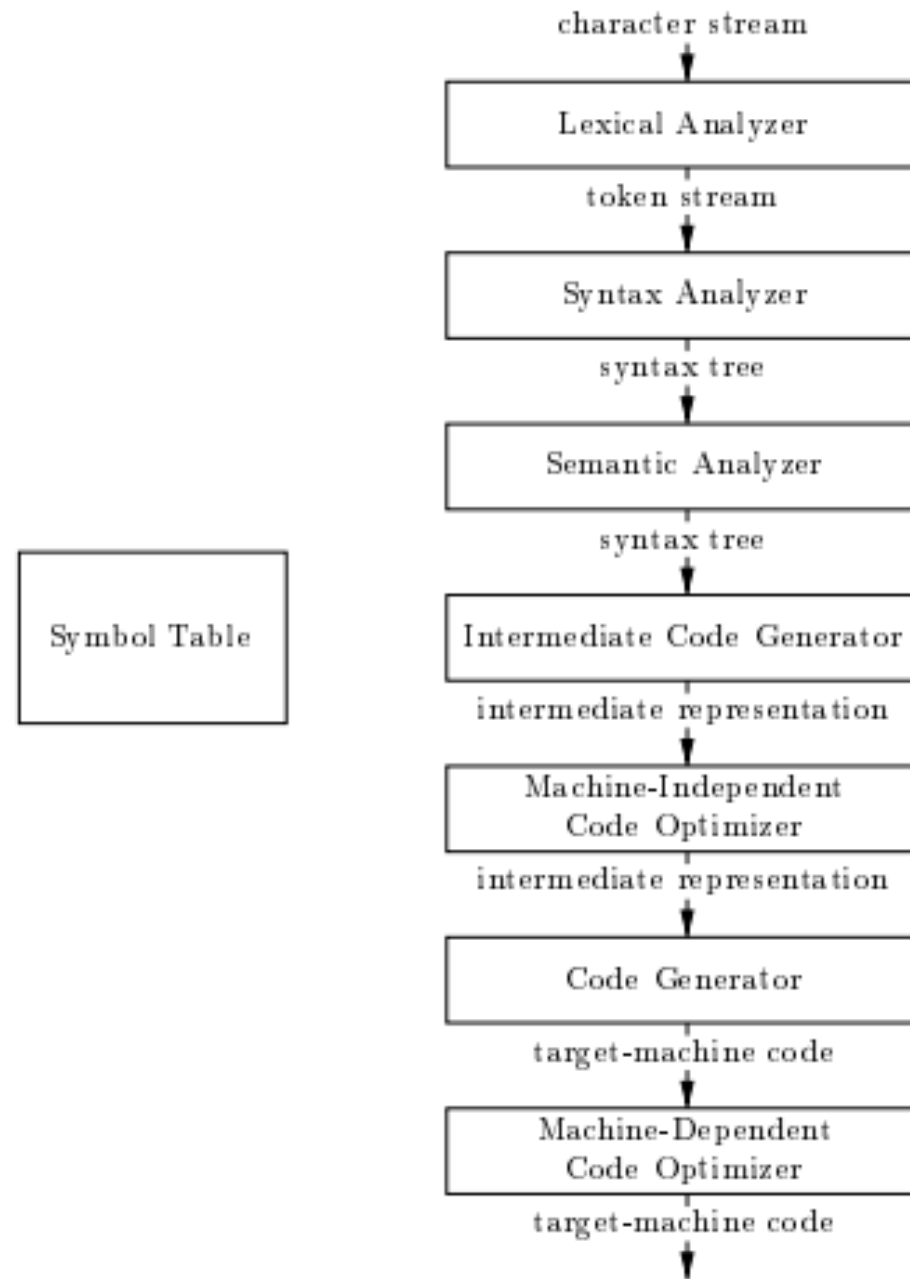 character stream
Lexical Analyzer
token stream
Syntax Analyzer
syntax tree
Semantic Analyzer
syntax tree
Symbol Table
Intermediate Code Generator
intermediate representation
Machine-Independent
Code Optimizer
intermediate representation
Code Generator
target-machine code
Machine-Dependent
Code Optimizer
target-machine code